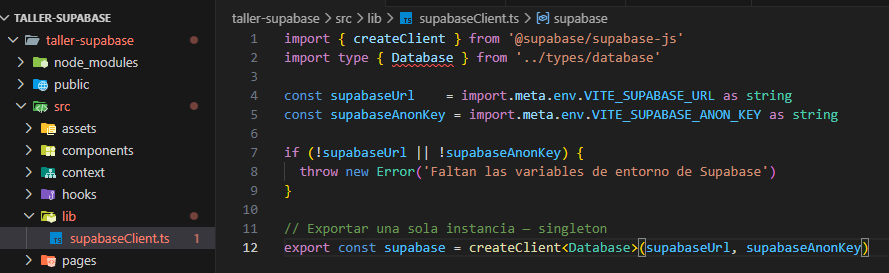 TALLER-SUPABASE
taller-supabase
node_modules
public
src
assets
components
context
hooks
lib
supabaseClient.ts 1
pages
taller-supabase > src > lib > supabaseClient.ts > supabase
1 import { createClient } from '@supabase/supabase-js'
2 import type { Database } from '../types/database'
3
4 const supabaseUrl    = import.meta.env.VITE_SUPABASE_URL as string
5 const supabaseAnonKey = import.meta.env.VITE_SUPABASE_ANON_KEY as string
6
7 if (!supabaseUrl || !supabaseAnonKey) {
8   throw new Error('Faltan las variables de entorno de Supabase')
9 }
10
11 // Exportar una sola instancia — singleton
12 export const supabase = createClient<Database>(supabaseUrl, supabaseAnonKey)